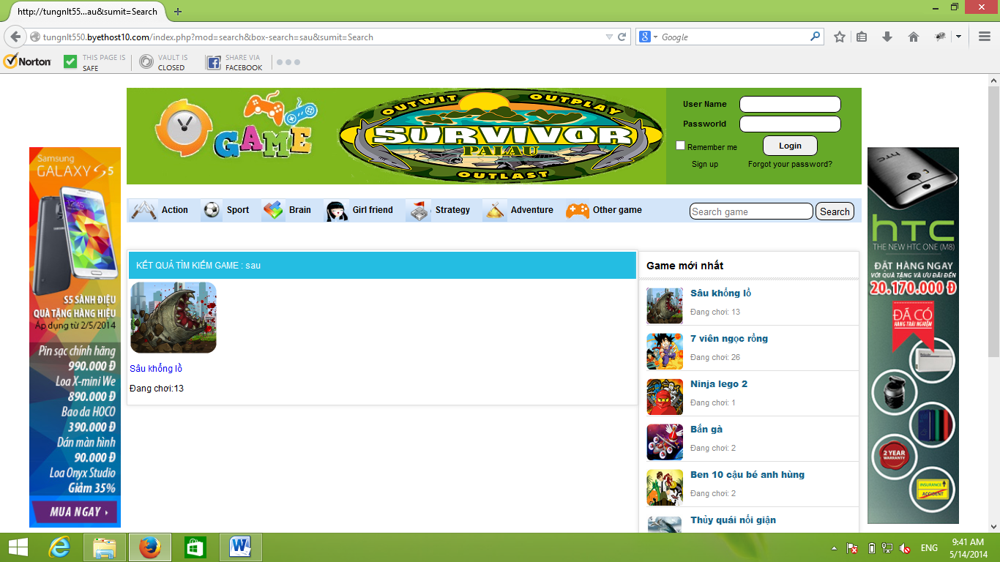 http://tungnlt55...au&sumit=Search
tungnlt550.byethost10.com/index.php?mod=search&box-search=sau&sumit=Search
Google
Norton
THIS PAGE IS
SAFE
VAULT IS
CLOSED
SHARE VIA
FACEBOOK
GAME
OUTWIT OUTPLAY
SURVIVOR
PALAU
OUTLAST
User Name
Password
Remember me
Login
Sign up
Forgot your password?
Action
Sport
Brain
Girl friend
Strategy
Adventure
Other game
Search game
Search
Samsung
GALAXY S5
S5 SÀNH ĐIỆU
QUÀ TẶNG HÀNG HIỆU
Áp dụng từ 2/5/2014
Pin sạc chính hãng
990.000 Đ
Loa X-mini We
890.000 Đ
Bao da HOCO
390.000 Đ
Dán màn hình
90.000 Đ
Loa Onyx Studio
Giảm 35%
MUA NGAY
KẾT QUẢ TÌM KIẾM GAME : sau
Sâu khổng lồ
Đang chơi:13
Game mới nhất
Sâu khổng lồ
Đang chơi: 13
7 viên ngọc rồng
Đang chơi: 26
Ninja lego 2
Đang chơi: 1
Bắn gà
Đang chơi: 2
Ben 10 cậu bé anh hùng
Đang chơi: 2
Thủy quái nổi giận
hTC
hTC
THE NEW HTC ONE (M8)
ĐẶT HÀNG NGAY
VỚI QUÀ TẶNG VÀ ƯU ĐÃI ĐẾN
20.170.000 Đ
ĐÃ CÓ
HÀNG TRẢI NGHIỆM
2 YEAR
WARRANTY
INSURANCE
ACCIDENT
ENG
9:41 AM
5/14/2014